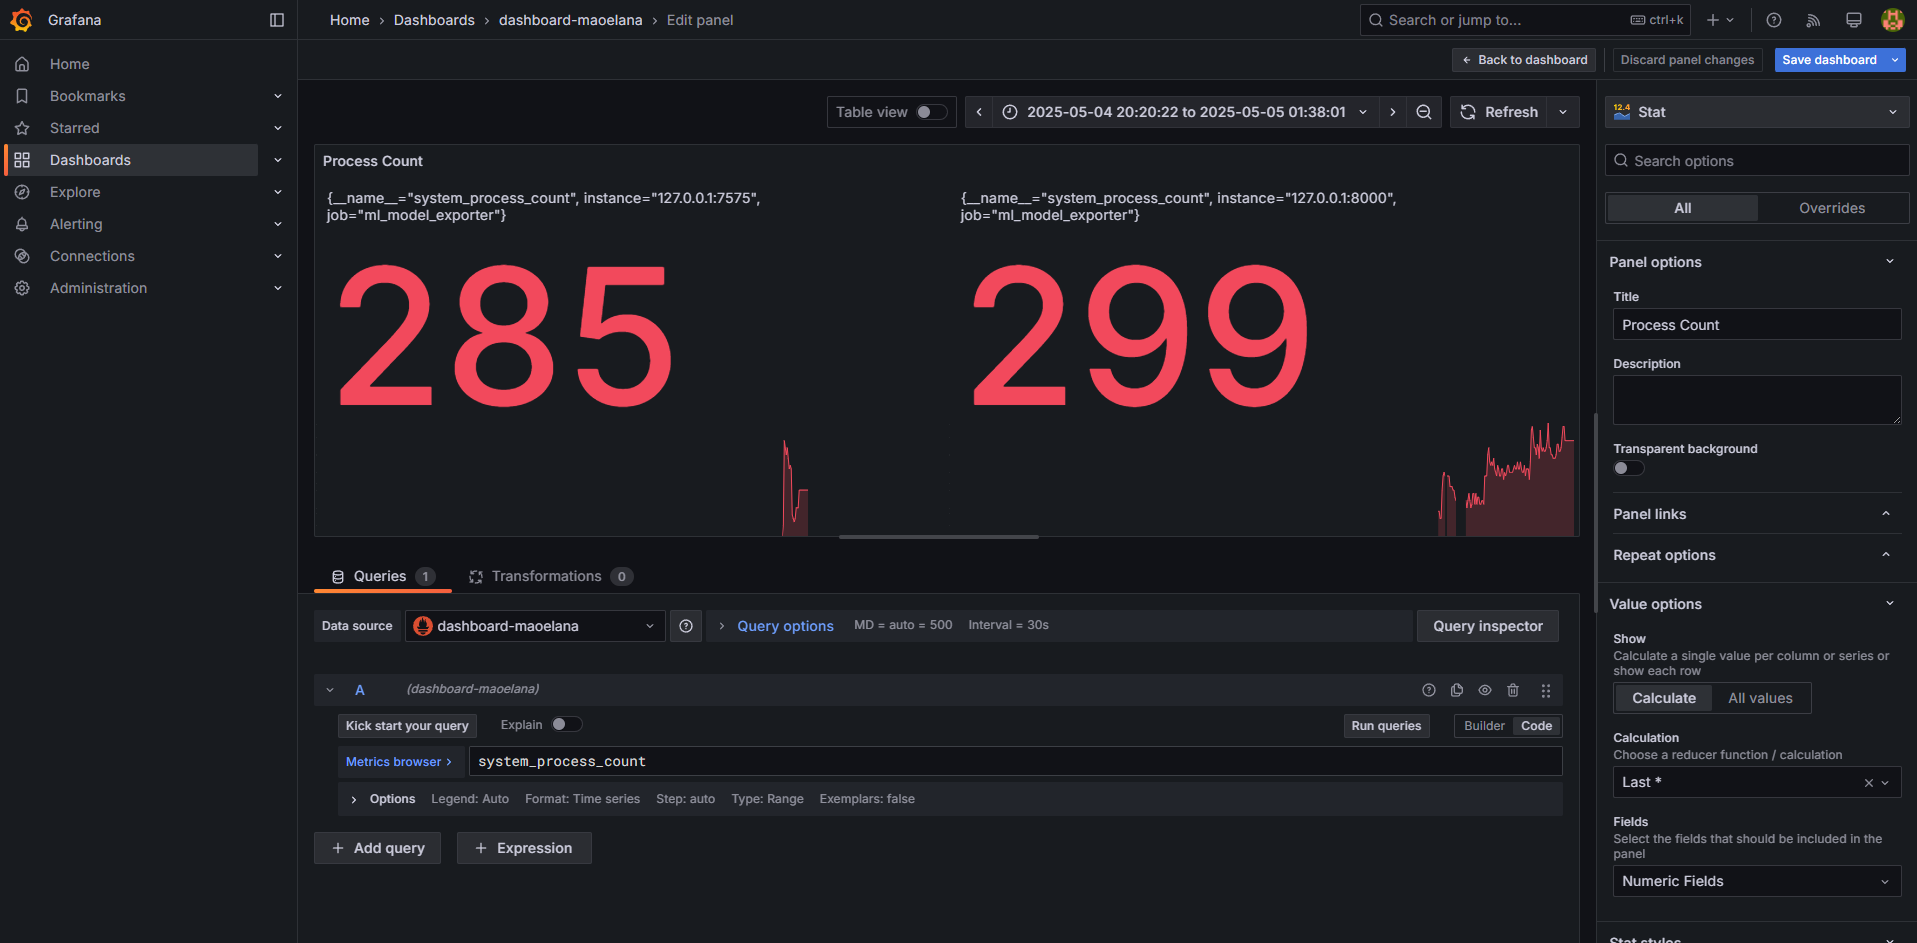 Grafana
Home
Bookmarks
Starred
Dashboards
Explore
Alerting
Connections
Administration
Home › Dashboards › dashboard-maoelana › Edit panel
Search or jump to... ctrl+k
Back to dashboard
Discard panel changes
Save dashboard
Table view
2025-05-04 20:20:22 to 2025-05-05 01:38:01
Refresh
Process Count
{__name__="system_process_count", instance="127.0.0.1:7575",
job="ml_model_exporter"}
285
{__name__="system_process_count", instance="127.0.0.1:8000",
job="ml_model_exporter"}
299
Queries 1
Transformations 0
Data source
dashboard-maoelana
Query options MD = auto = 500 Interval = 30s
Query inspector
A (dashboard-maoelana)
Kick start your query
Explain
Run queries
Builder Code
Metrics browser >
system_process_count
Options Legend: Auto Format: Time series Step: auto Type: Range Exemplars: false
+ Add query
+ Expression
12.4
Stat
Search options
All Overrides
Panel options
Title
Process Count
Description
Transparent background
Panel links
Repeat options
Value options
Show
Calculate a single value per column or series or
show each row
Calculate All values
Calculation
Choose a reducer function / calculation
Last *
Fields
Select the fields that should be included in the
panel
Numeric Fields
Stat styles